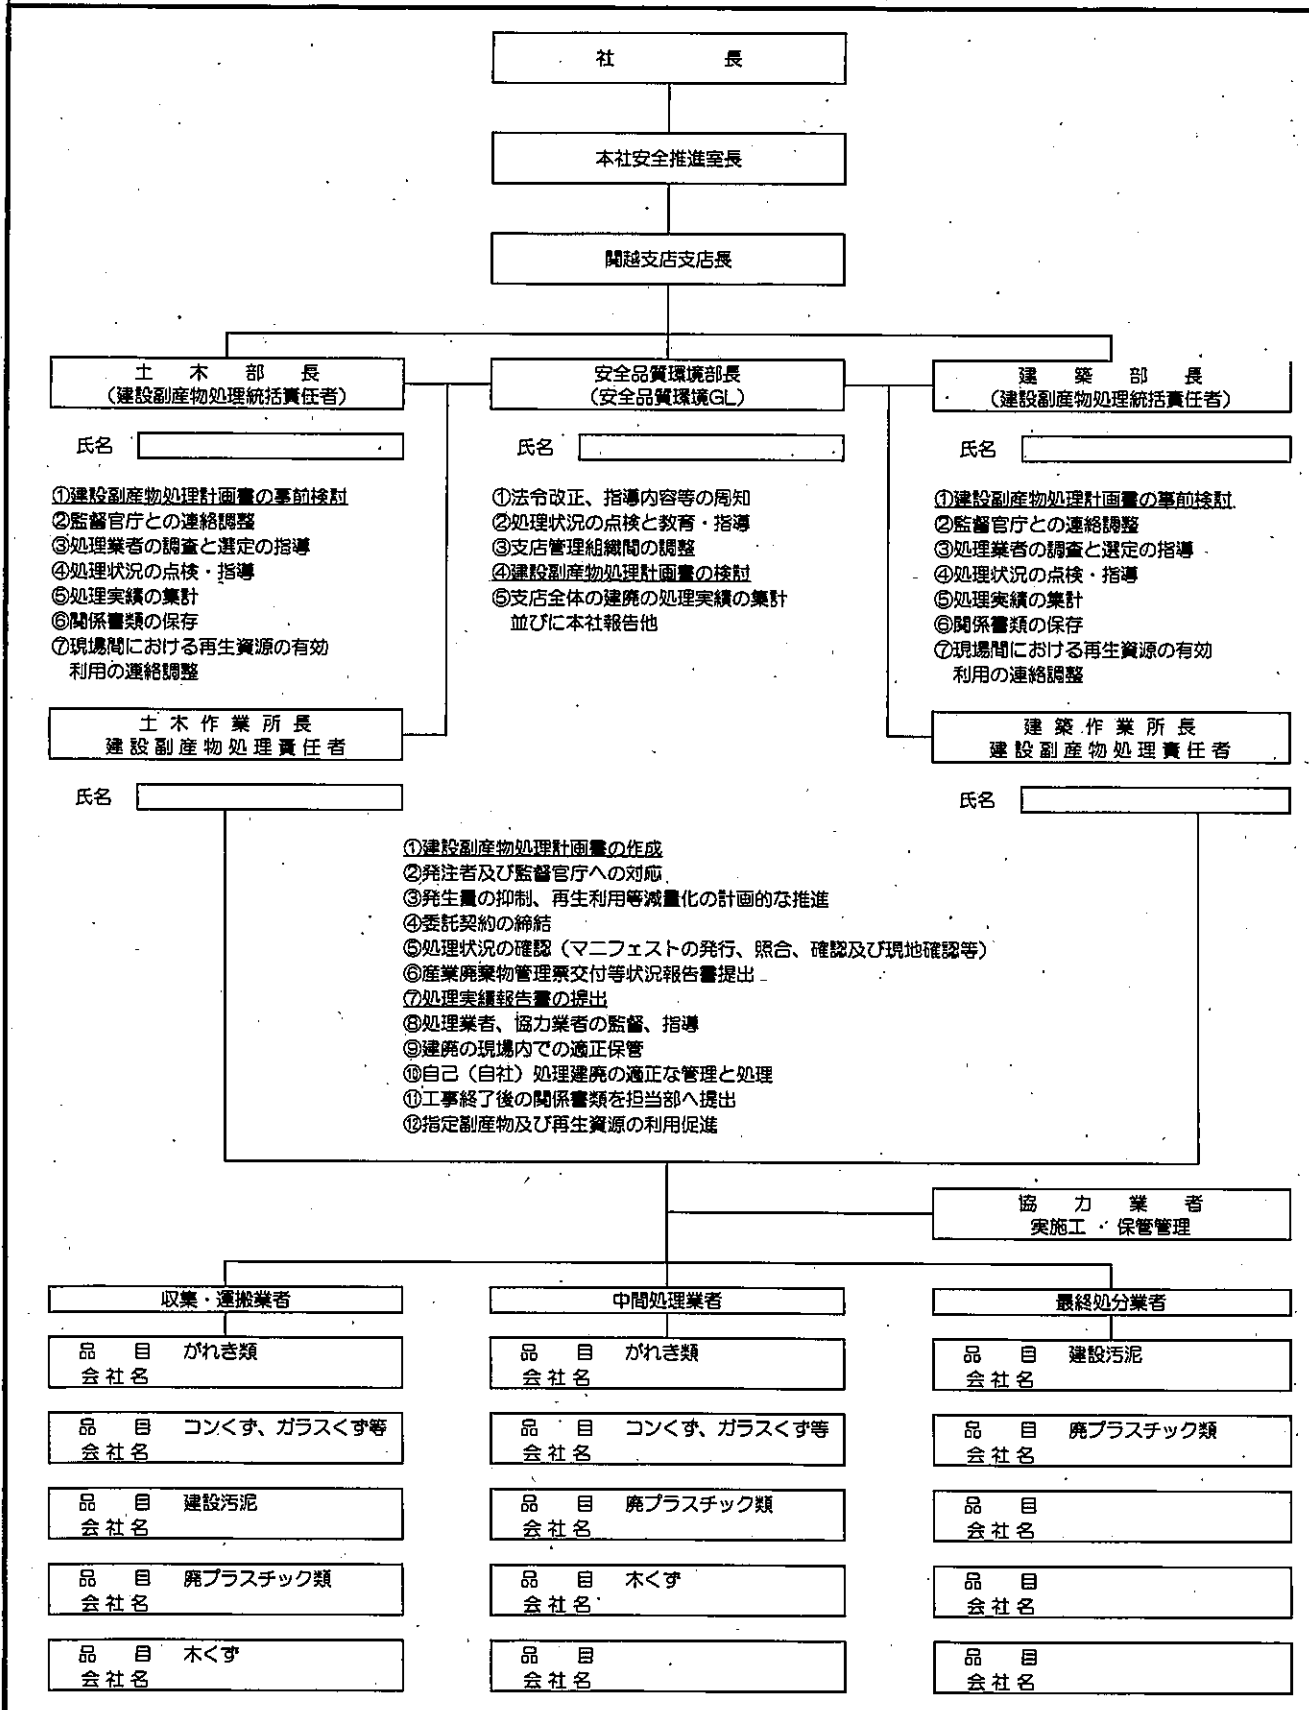 社 長
本社安全推進室長
関越支店支店長
土 木 部 長
(建設副産物処理統括責任者)
氏名
①建設副産物処理計画書の事前検討
②監督官庁との連絡調整
③処理業者の調査と選定の指導
④処理状況の点検・指導
⑤処理実績の集計
⑥関係書類の保存
⑦現場間における再生資源の有効
利用の連絡調整
安全品質環境部長
(安全品質環境GL)
氏名
①法令改正、指導内容等の周知
②処理状況の点検と教育・指導
③支店管理組織間の調整
④建設副産物処理計画書の検討
⑤支店全体の建廃の処理実績の集計
並びに本社報告他
建 築 部 長
(建設副産物処理統括責任者)
氏名
①建設副産物処理計画書の事前検討
②監督官庁との連絡調整
③処理業者の調査と選定の指導
④処理状況の点検・指導
⑤処理実績の集計
⑥関係書類の保存
⑦現場間における再生資源の有効
利用の連絡調整
土 木 作 業 所 長
建設副産物処理責任者
氏名
建 築 作 業 所 長
建設副産物処理責任者
氏名
①建設副産物処理計画書の作成
②発注者及び監督官庁への対応
③発生量の抑制、再生利用等減量化の計画的な推進
④委託契約の締結
⑤処理状況の確認(マニフェストの発行、照合、確認及び現地確認等)
⑥産業廃棄物管理票交付等状況報告書提出
⑦処理実績報告書の提出
⑧処理業者、協力業者の監督、指導
⑨建廃の現場内での適正保管
⑩自己(自社)処理建廃の適正な管理と処理
⑪工事終了後の関係書類を担当部へ提出
⑫指定副産物及び再生資源の利用促進
協 力 業 者
実施工・保管管理
収集・運搬業者
品 目 がれき類
会社名
品 目 コンくず、ガラスくず等
会社名
品 目 建設汚泥
会社名
品 目 廃プラスチック類
会社名
品 目 木くず
会社名
中間処理業者
品 目 がれき類
会社名
品 目 コンくず、ガラスくず等
会社名
品 目 廃プラスチック類
会社名
品 目 木くず
会社名
品 目
会社名
最終処分業者
品 目 建設汚泥
会社名
品 目 廃プラスチック類
会社名
品 目
会社名
品 目
会社名
品 目
会社名